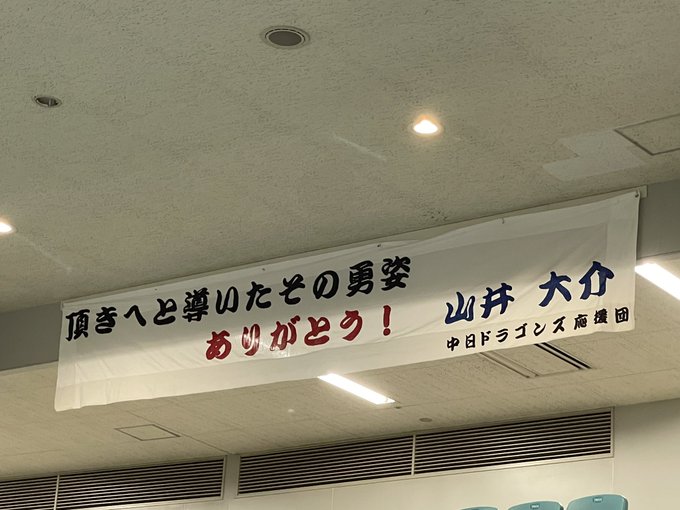 頂きへと導いたその勇姿
ありがとう！
山井 大介
中日ドラゴンズ応援団